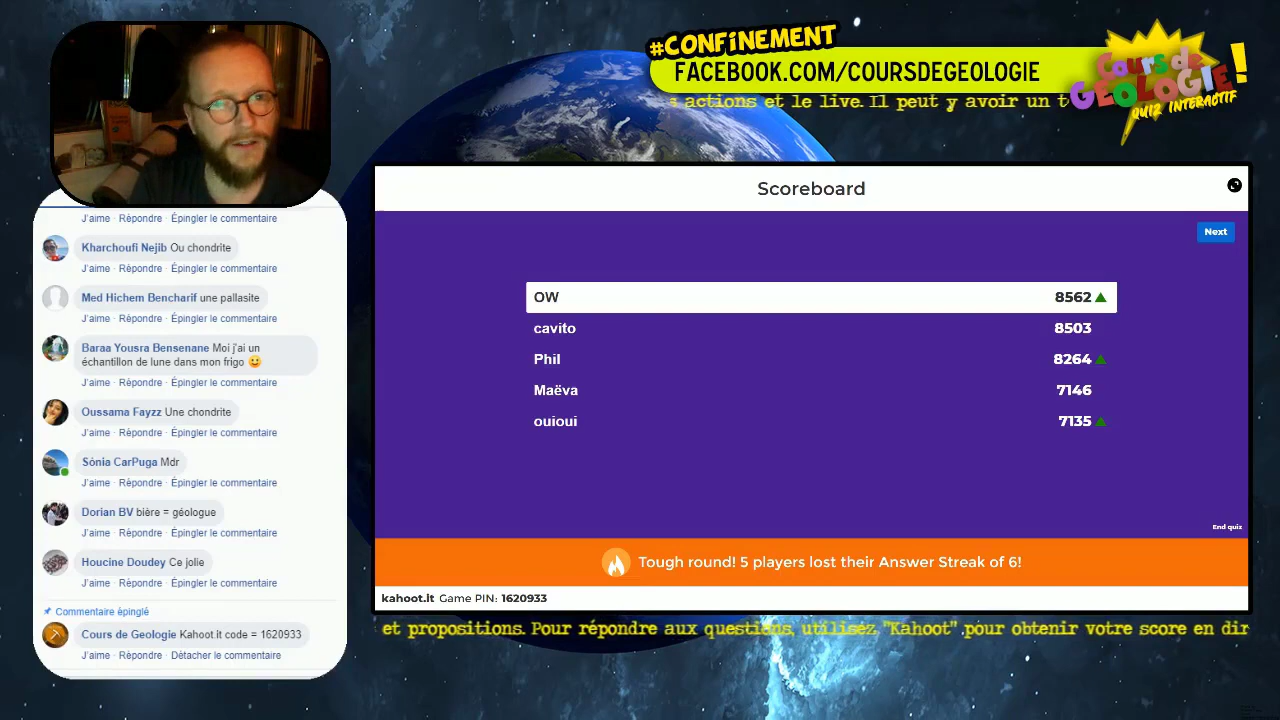 #CONFINEMENT
FACEBOOK.COM/COURSDEGEOLOGIE
Cours de
GEOLOGIE!
QUIZ INTERACTIF
actions et le live. Il peut y avoir un
J'aime · Répondre · Épingler le commentaire
Kharchoufi Nejib Ou chondrite
J'aime · Répondre · Épingler le commentaire
Med Hichem Bencharif une pallasite
J'aime · Répondre · Épingler le commentaire
Baraa Yousra Bensenane Moi j'ai un
échantillon de lune dans mon frigo 😃
J'aime · Répondre · Épingler le commentaire
Oussama Fayzz Une chondrite
J'aime · Répondre · Épingler le commentaire
Sónia CarPuga Mdr
J'aime · Répondre · Épingler le commentaire
Dorian BV bière = géologue
J'aime · Répondre · Épingler le commentaire
Houcine Doudey Ce jolie
J'aime · Répondre · Épingler le commentaire
Commentaire épinglé
Cours de Geologie Kahoot.it code = 1620933
J'aime · Répondre · Détacher le commentaire
Scoreboard
Next
OW 8562
cavito 8503
Phil 8264
Maëva 7146
ouioui 7135
End quiz
Tough round! 5 players lost their Answer Streak of 6!
kahoot.it Game PIN: 1620933
et propositions. Pour répondre aux questions, utilisez "Kahoot" pour obtenir votre score en dir